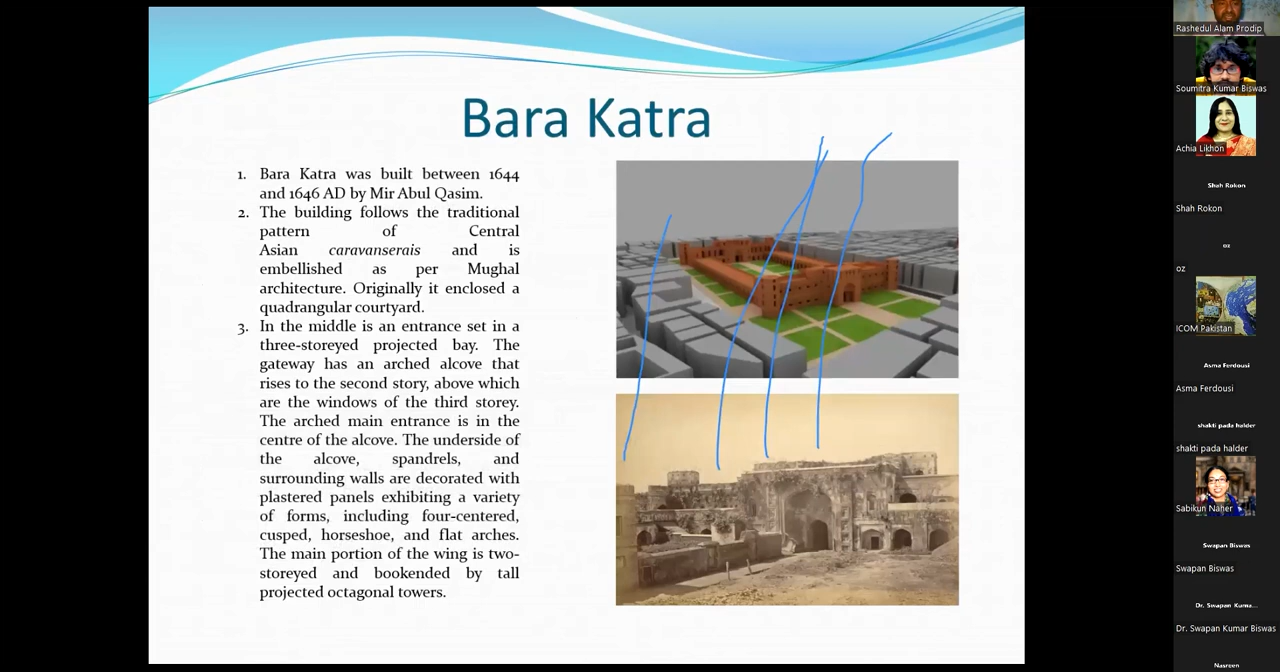 Bara Katra
1. Bara Katra was built between 1644
and 1646 AD by Mir Abul Qasim.
2. The building follows the traditional
pattern of Central
Asian caravanserais and is
embellished as per Mughal
architecture. Originally it enclosed a
quadrangular courtyard.
3. In the middle is an entrance set in a
three-storeyed projected bay. The
gateway has an arched alcove that
rises to the second story, above which
are the windows of the third storey.
The arched main entrance is in the
centre of the alcove. The underside of
the alcove, spandrels, and
surrounding walls are decorated with
plastered panels exhibiting a variety
of forms, including four-centered,
cusped, horseshoe, and flat arches.
The main portion of the wing is two-
storeyed and bookended by tall
projected octagonal towers.
Rashedul Alam Prodip
Soumitra Kumar Biswas
Achia Likhon
Shah Rokon
Shah Rokon
oz
oz
ICOM Pakistan
Asma Ferdousi
Asma Ferdousi
shakti pada halder
shakti pada halder
Sabikun Naher
Swapan Biswas
Swapan Biswas
Dr. Swapan Kuma...
Dr. Swapan Kumar Biswas
Nasreen